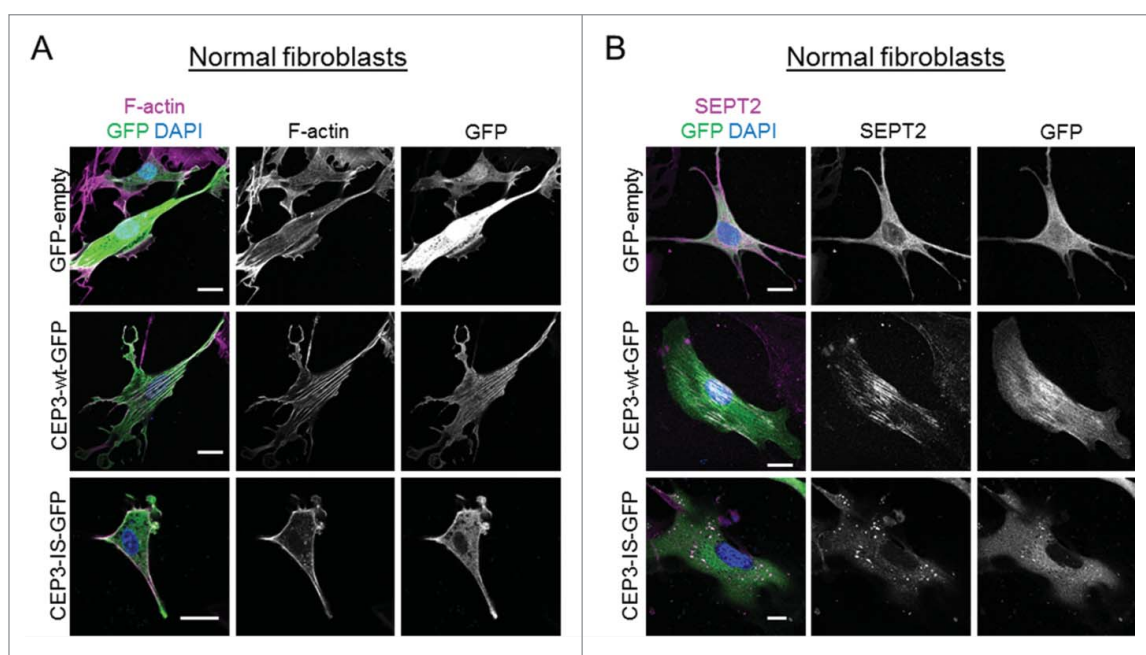 A
Normal fibroblasts
F-actin
GFP DAPI
F-actin
GFP
GFP-empty
CEP3-wt-GFP
CEP3-IS-GFP
B
Normal fibroblasts
SEPT2
GFP DAPI
SEPT2
GFP
GFP-empty
CEP3-wt-GFP
CEP3-IS-GFP